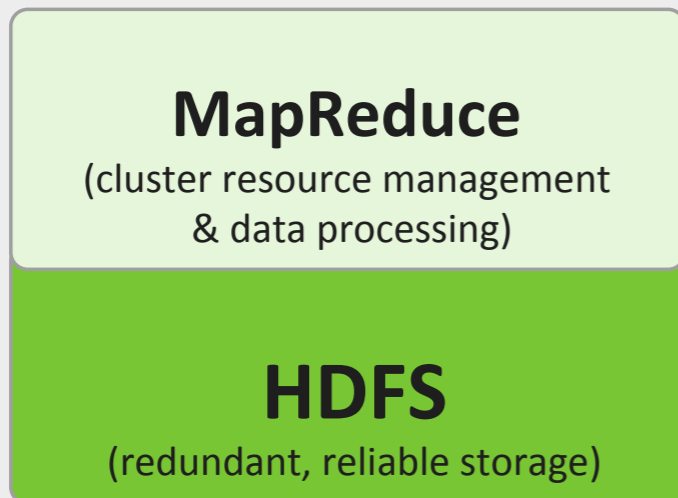 MapReduce
(cluster resource management
& data processing)
HDFS
(redundant, reliable storage)